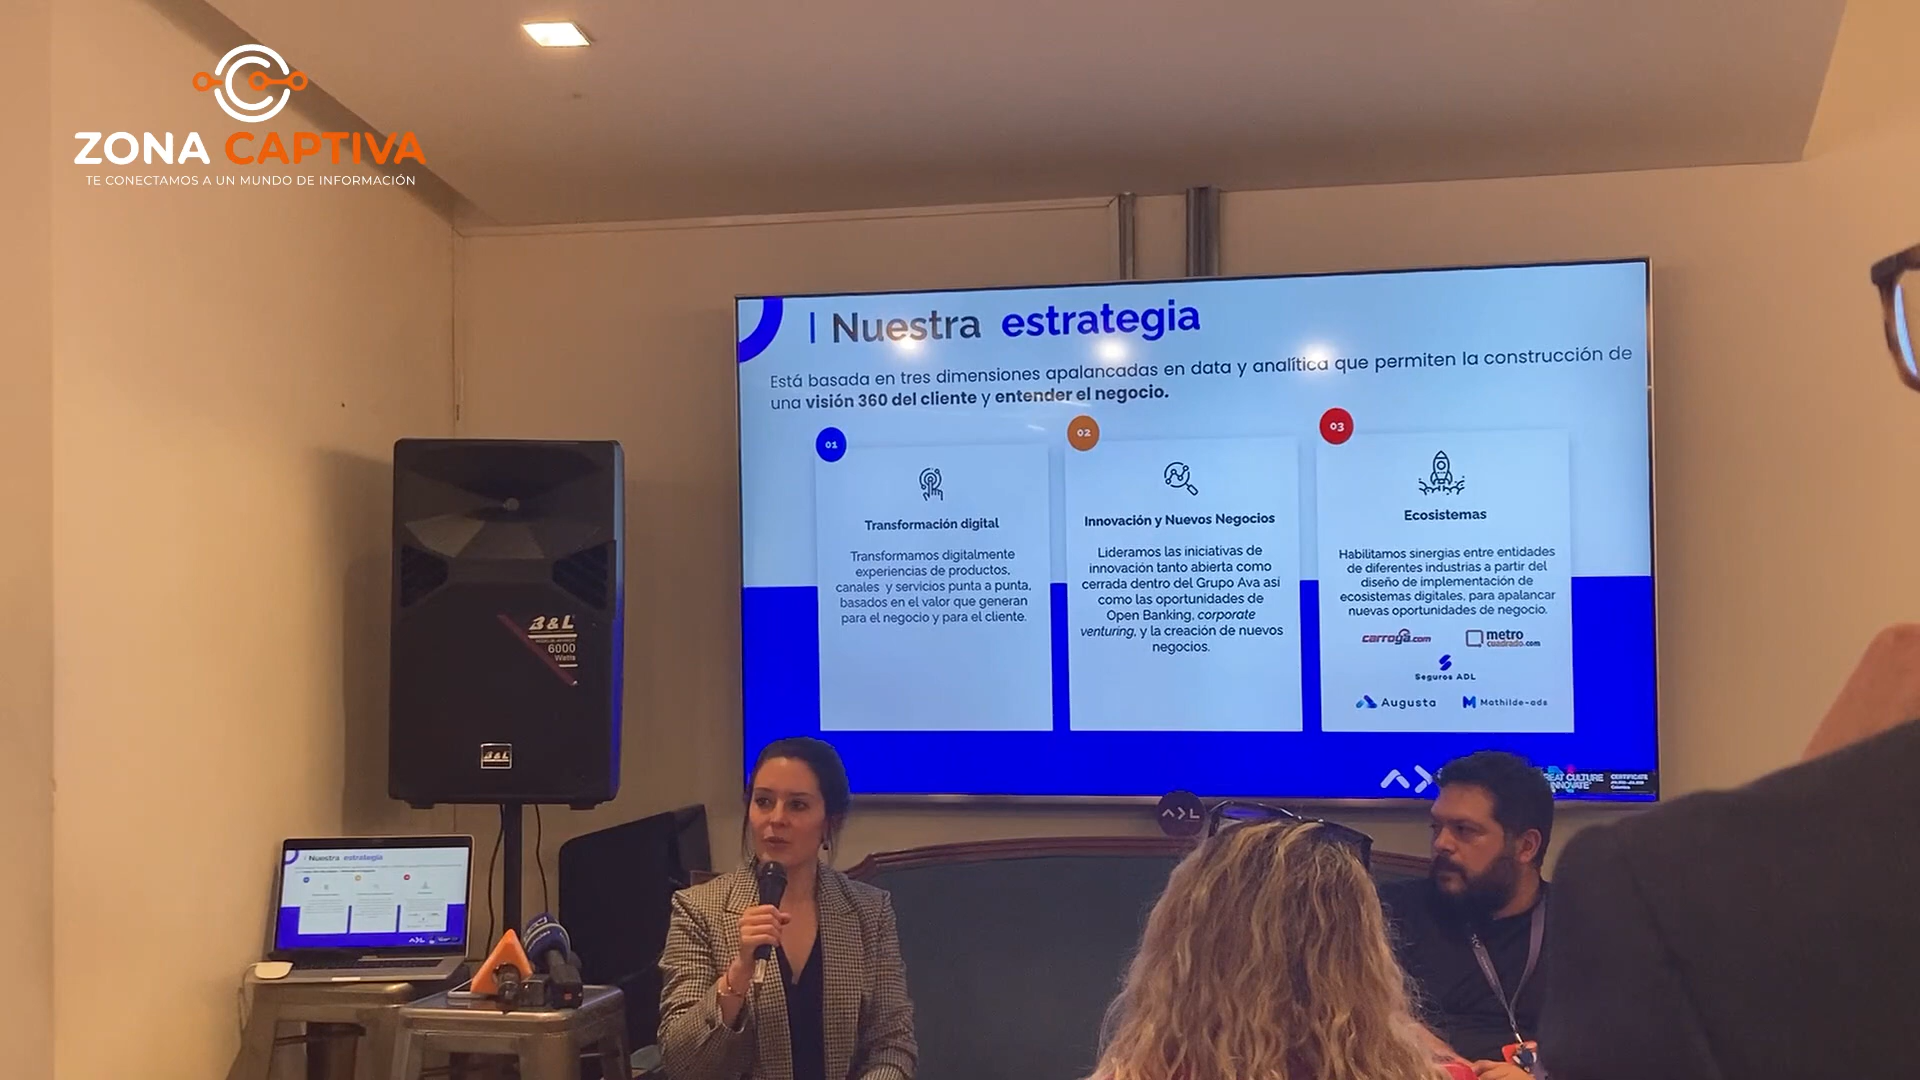 ZONA CAPTIVA
TE CONECTAMOS A UN MUNDO DE INFORMACIÓN
| Nuestra estrategia
Está basada en tres dimensiones apalancadas en data y analítica que permiten la construcción de
una visión 360 del cliente y entender el negocio.
01
Transformación digital
Transformamos digitalmente
experiencias de productos,
canales y servicios punta a punta,
basados en el valor que generan
para el negocio y para el cliente.
02
Innovación y Nuevos Negocios
Lideramos las iniciativas de
innovación tanto abierta como
cerrada dentro del Grupo Ava así
como las oportunidades de
Open Banking, corporate
venturing, y la creación de nuevos
negocios.
03
Ecosistemas
Habilitamos sinergias entre entidades
de diferentes industrias a partir del
diseño de implementación de
ecosistemas digitales, para apalancar
nuevas oportunidades de negocio.
carroya.com
metro
cuadrado.com
Seguros ADL
Augusta
Mathilde-ads
CULTURE
CERTIFICATE
B&L
6000
Watts
B&L
Nuestra estrategia